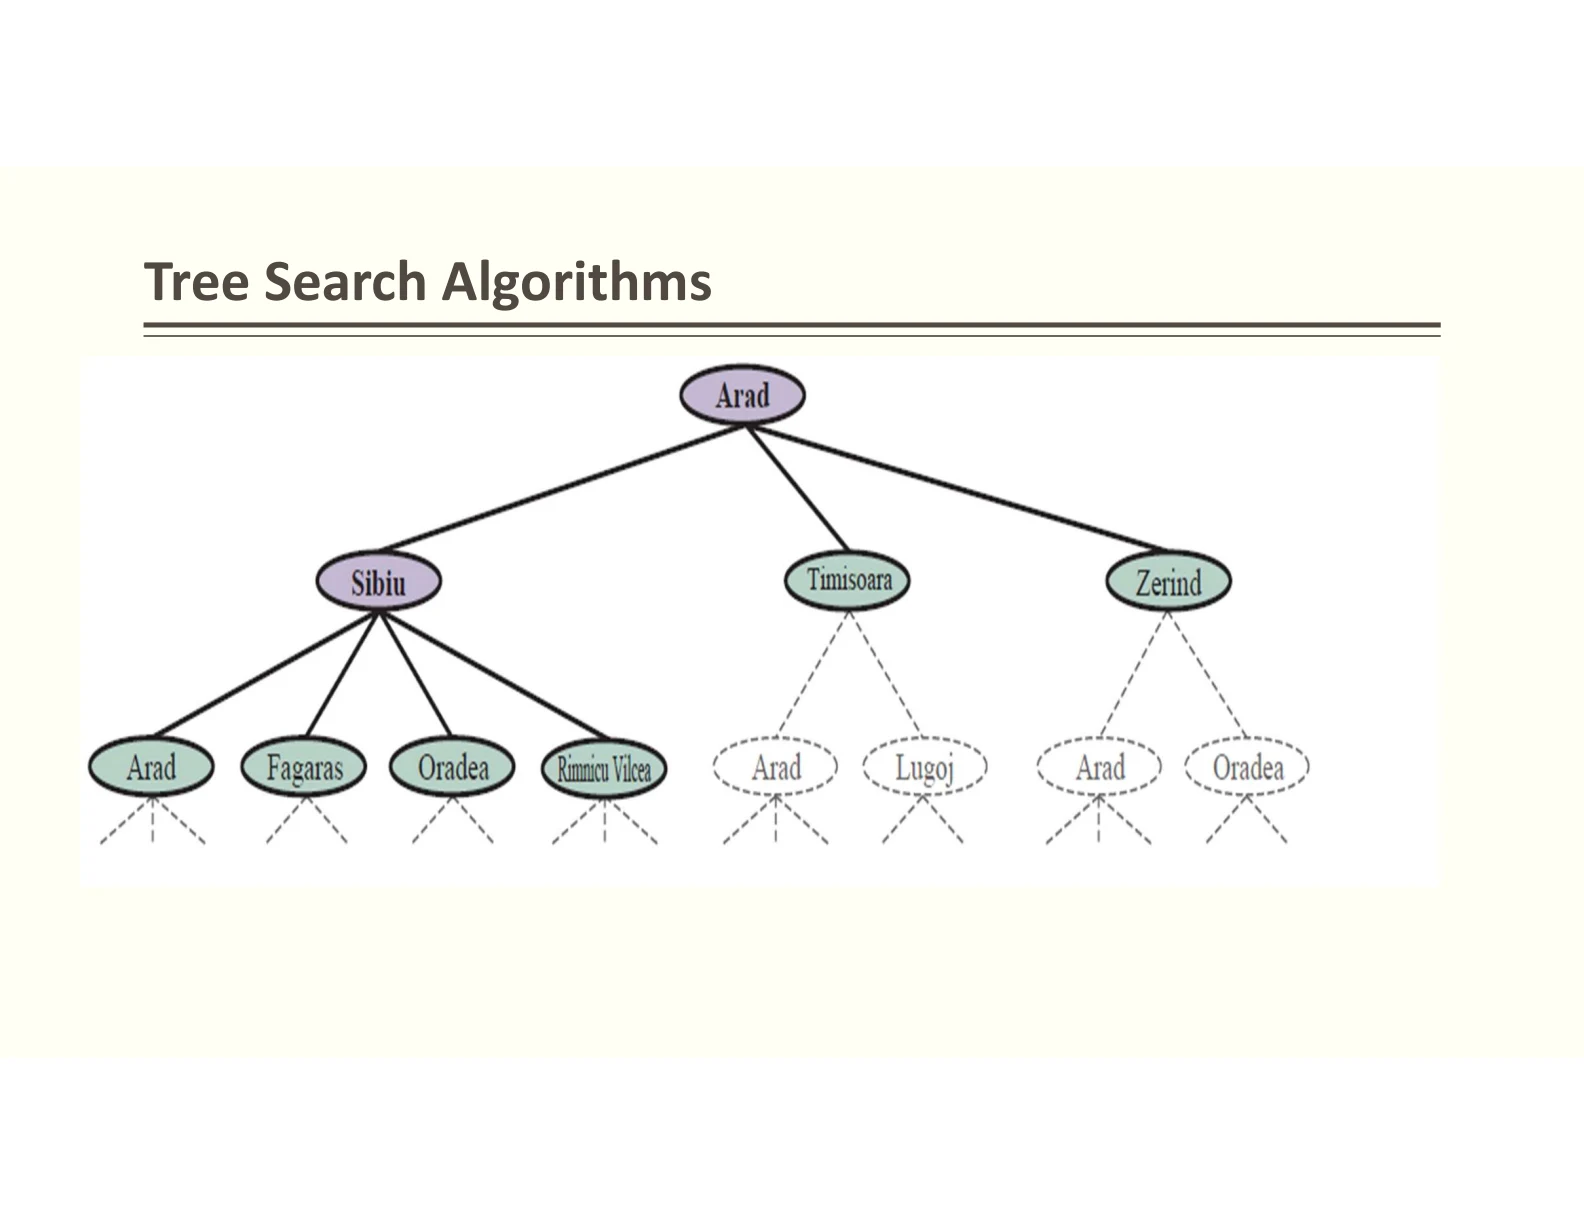 Tree Search Algorithms
Arad
Sibiu
Timisoara
Zerind
Arad
Fagaras
Oradea
Rimnicu Vilcea
Arad
Lugoj
Arad
Oradea